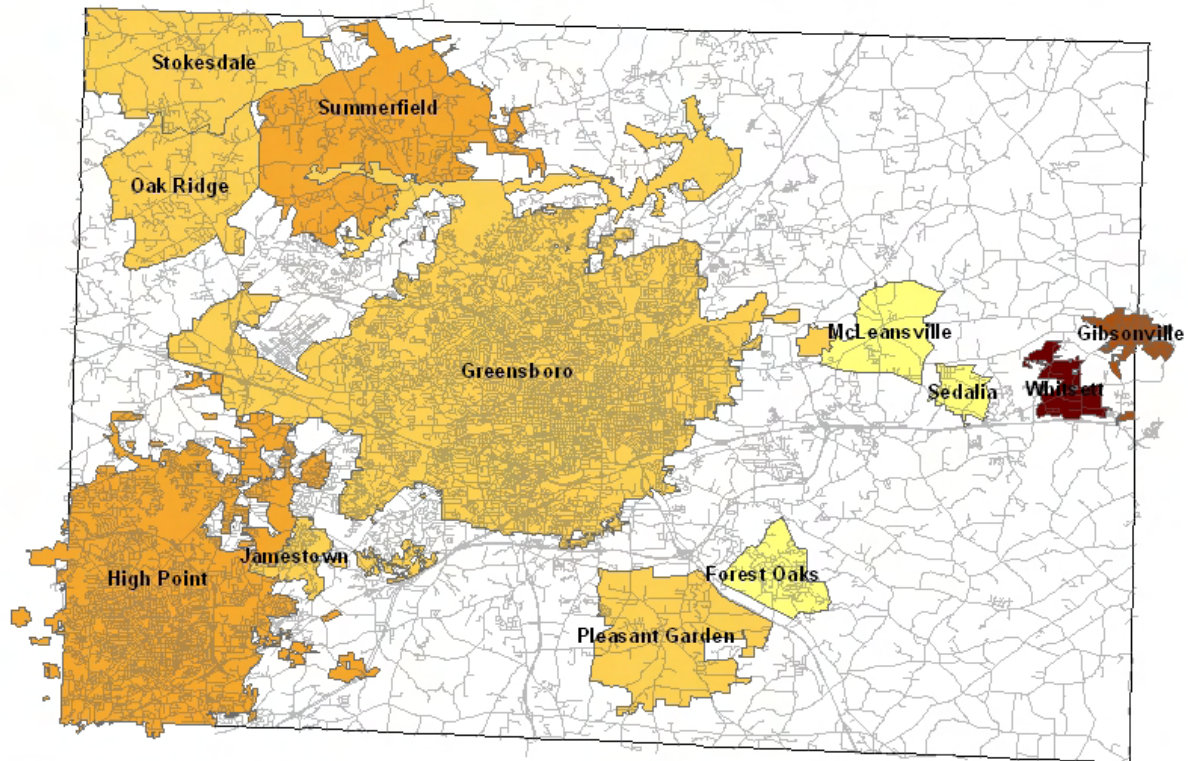 Stokesdale
Summerfield
Oak Ridge
McLeansville
Gibsonville
Greensboro
Sedalia
Whitsett
Jamestown
High Point
Forest Oaks
Pleasant Garden